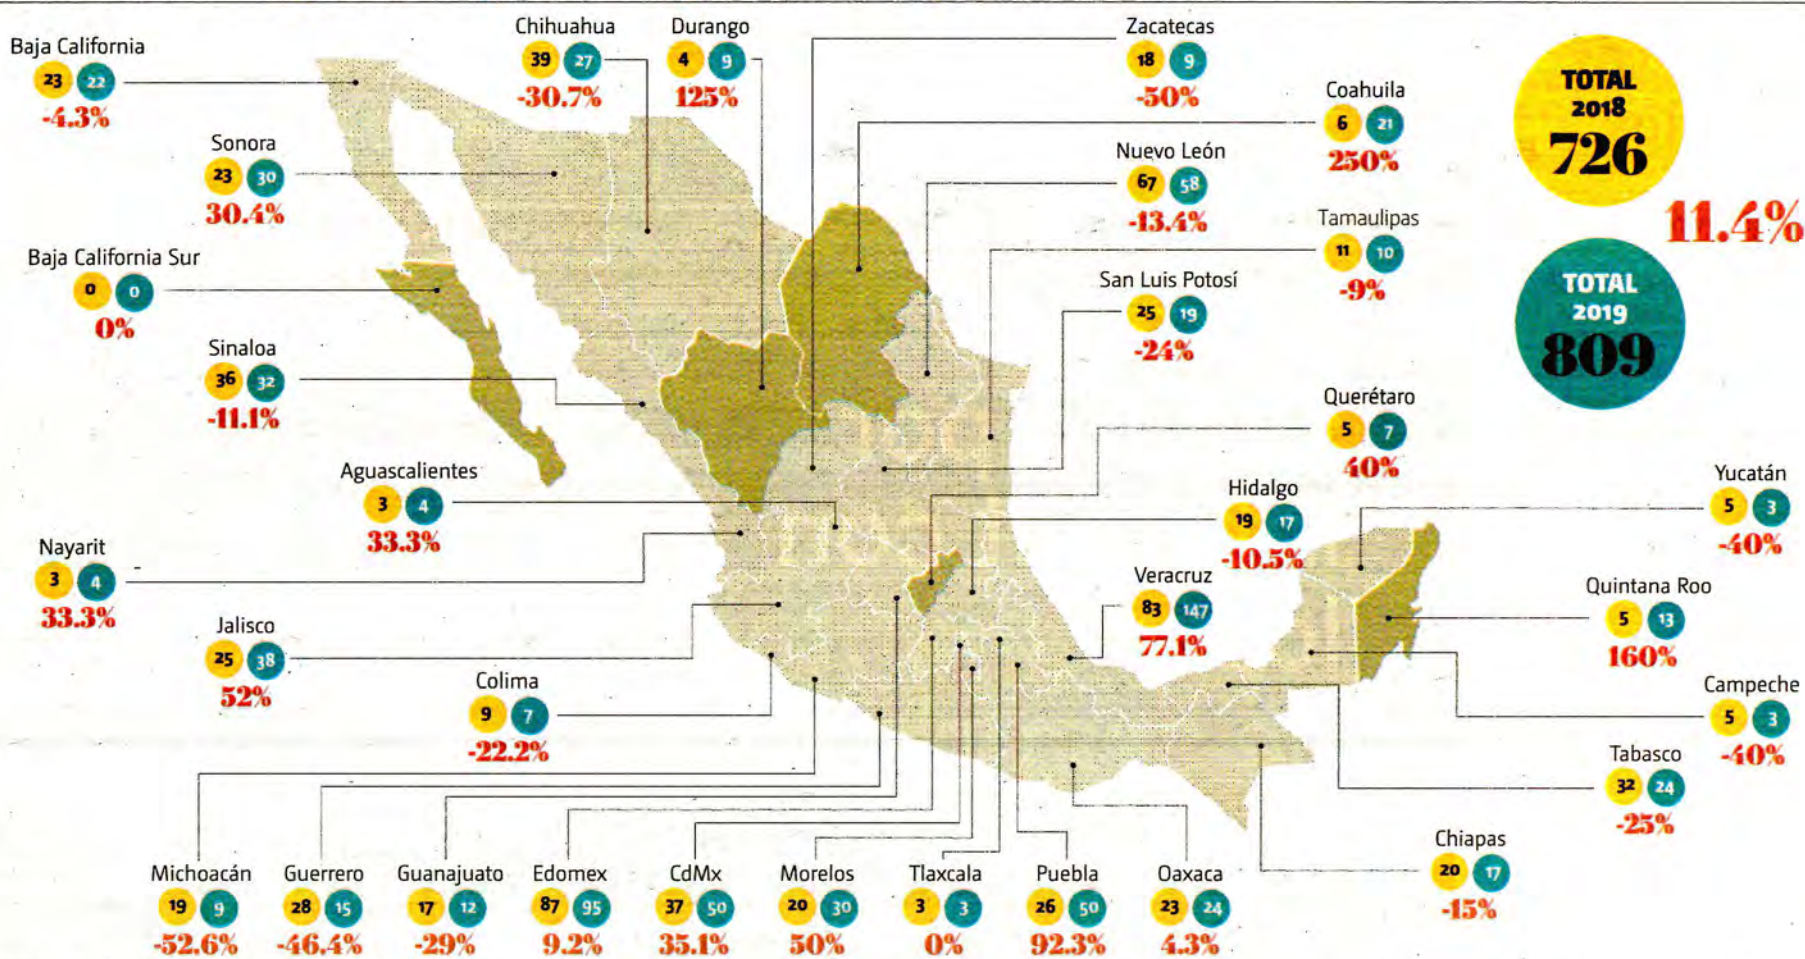 Baja California
23 22
-4.3%
Chihuahua
39 27
-30.7%
Durango
4 9
125%
Zacatecas
18 9
-50%
Coahuila
6 21
250%
TOTAL
2018
726
11.4%
TOTAL
2019
809
Sonora
23 30
30.4%
Nuevo León
67 58
-13.4%
Tamaulipas
11 10
-9%
Baja California Sur
0 0
0%
San Luis Potosí
25 19
-24%
Sinaloa
36 32
-11.1%
Querétaro
5 7
40%
Aguascalientes
3 4
33.3%
Hidalgo
19 17
-10.5%
Yucatán
5 3
-40%
Nayarit
3 4
33.3%
Veracruz
83 147
77.1%
Quintana Roo
5 13
160%
Jalisco
25 38
52%
Colima
9 7
-22.2%
Campeche
5 3
-40%
Tabasco
32 24
-25%
Chiapas
20 17
-15%
Michoacán
19 9
-52.6%
Guerrero
28 15
-46.4%
Guanajuato
17 12
-29%
Edomex
87 95
9.2%
CdMx
37 50
35.1%
Morelos
20 30
50%
Tlaxcala
3 3
0%
Puebla
26 50
92.3%
Oaxaca
23 24
4.3%